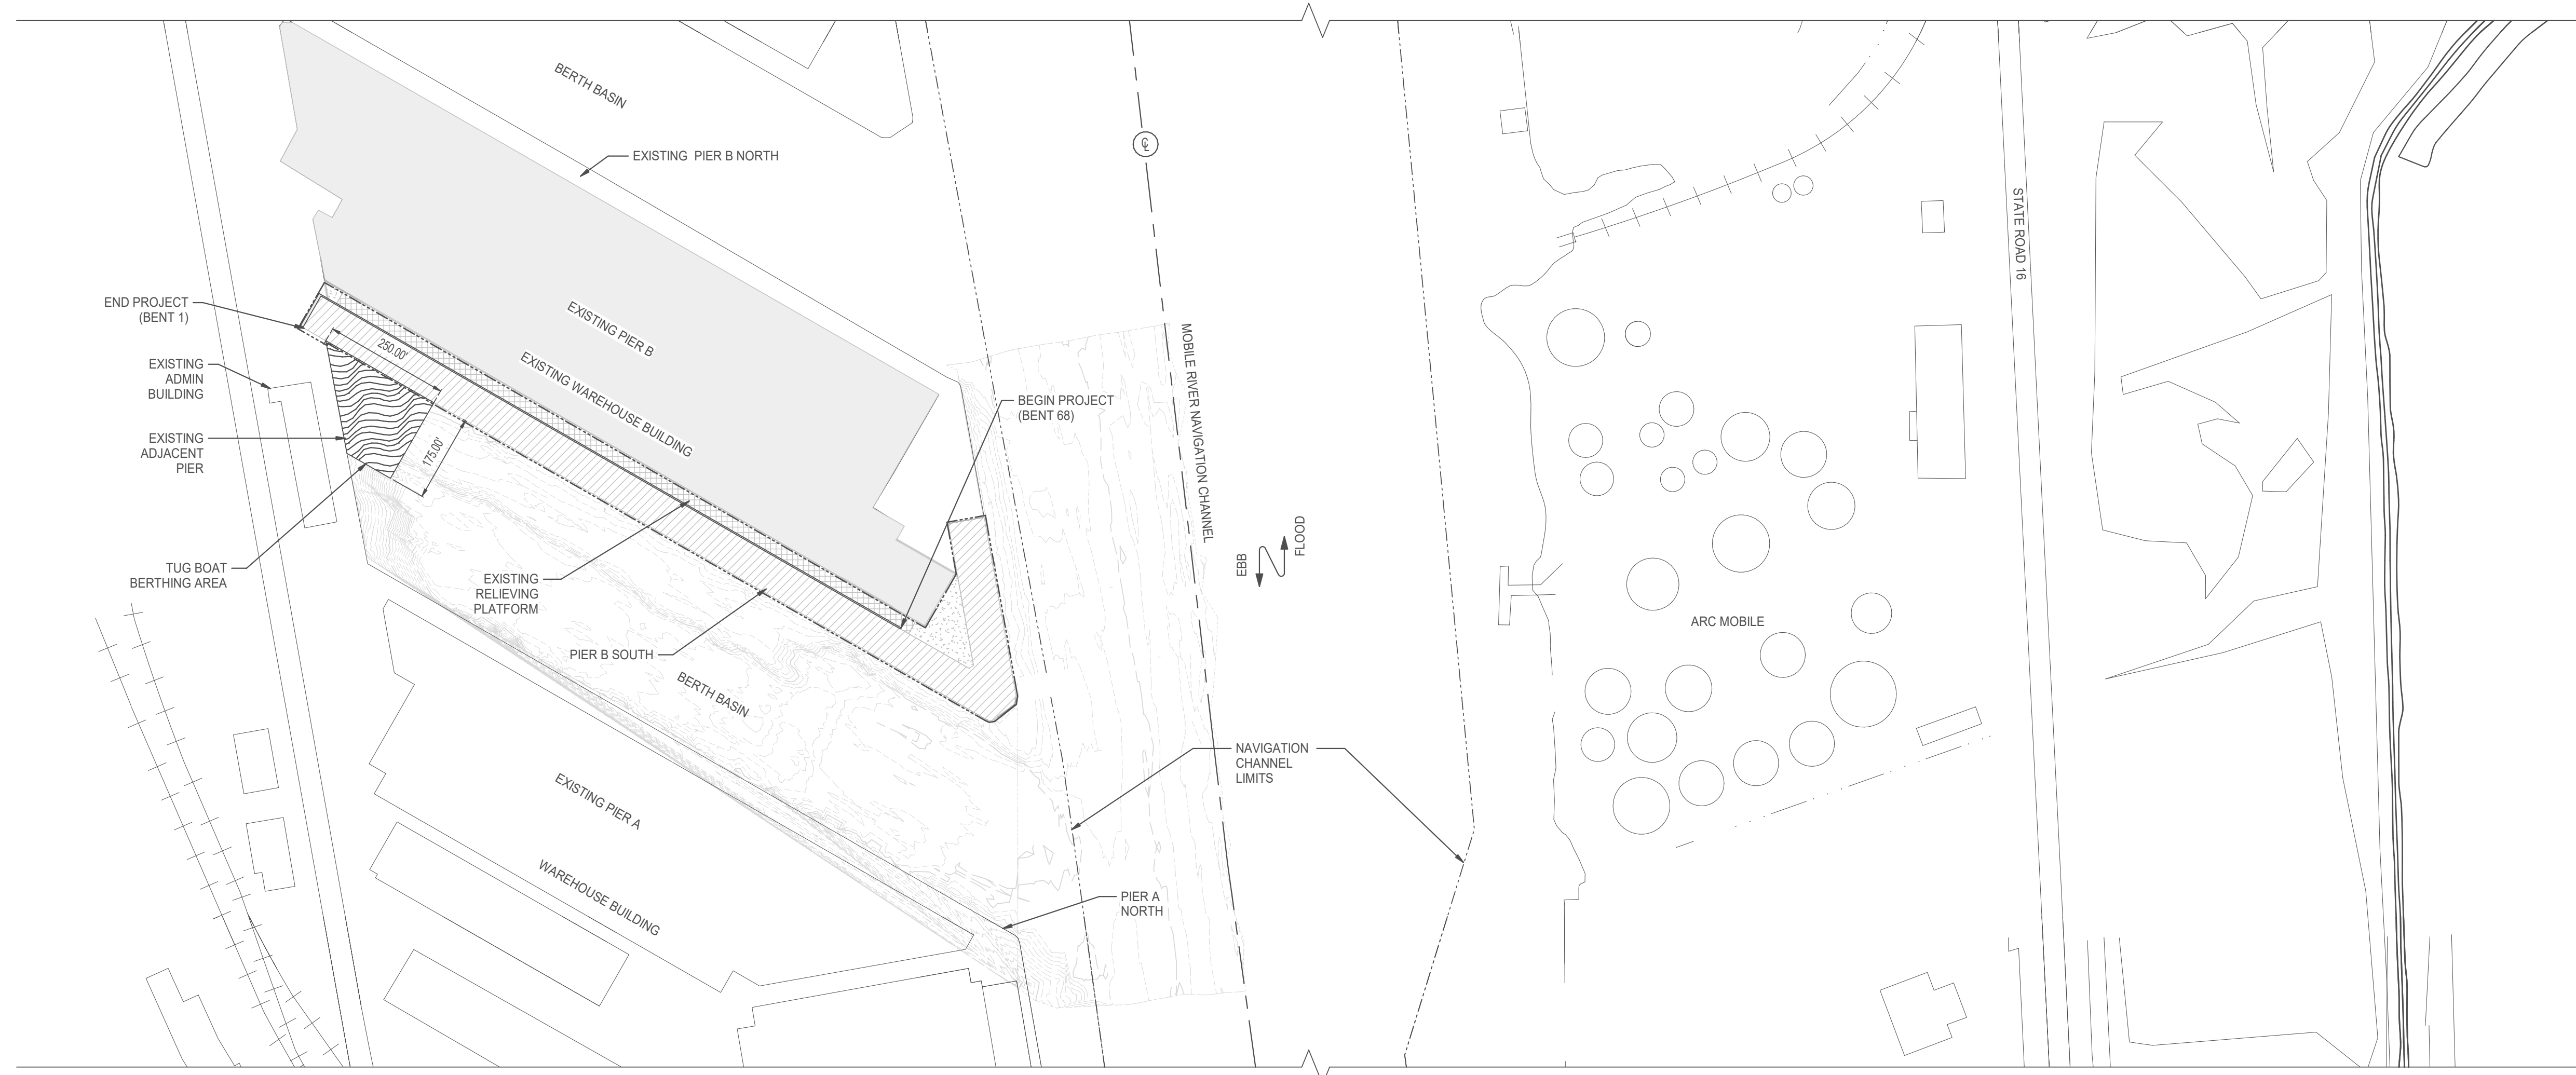 BERTH BASIN
EXISTING PIER B NORTH
℄
STATE ROAD 16
END PROJECT
(BENT 1)
250.00'
EXISTING PIER B
EXISTING WAREHOUSE BUILDING
MOBILE RIVER NAVIGATION CHANNEL
EXISTING
ADMIN
BUILDING
BEGIN PROJECT
(BENT 68)
EXISTING
ADJACENT
PIER
175.00'
EBB
FLOOD
TUG BOAT
BERTHING AREA
EXISTING
RELIEVING
PLATFORM
ARC MOBILE
PIER B SOUTH
BERTH BASIN
NAVIGATION
CHANNEL
LIMITS
EXISTING PIER A
WAREHOUSE BUILDING
PIER A
NORTH